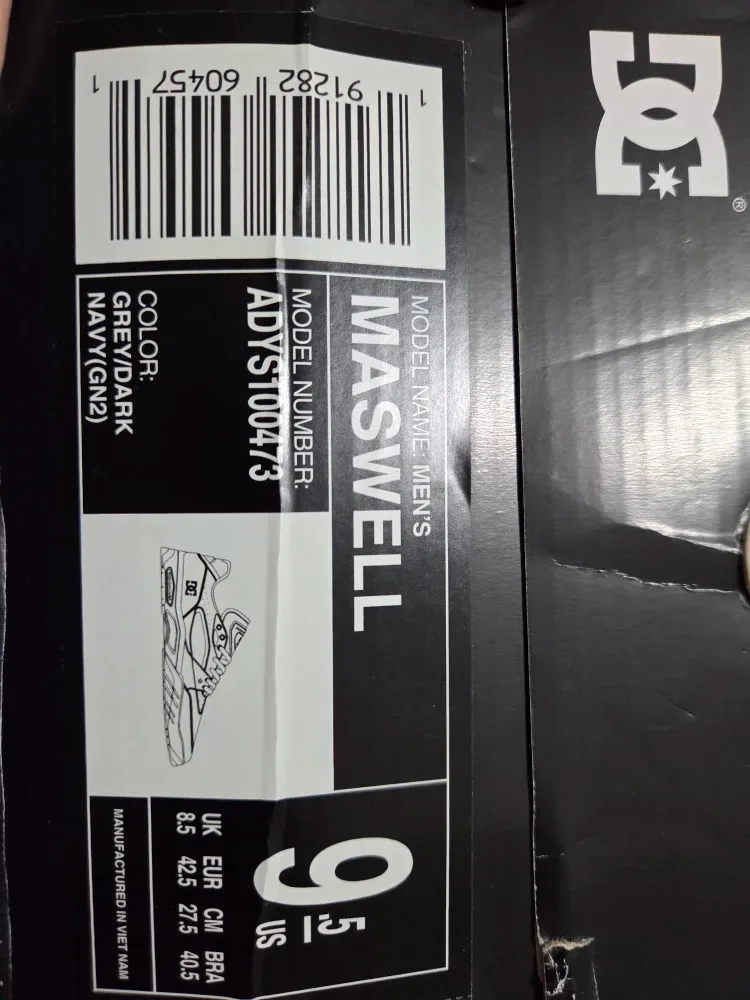 DC
®
1 91282 60457 1
MODEL NAME: MEN'S
MASWELL
MODEL NUMBER:
ADYS100473
COLOR:
GREY/DARK
NAVY(GN2)
DC
9.5
US
UK EUR CM BRA
8.5 42.5 27.5 40.5
MANUFACTURED IN VIET NAM